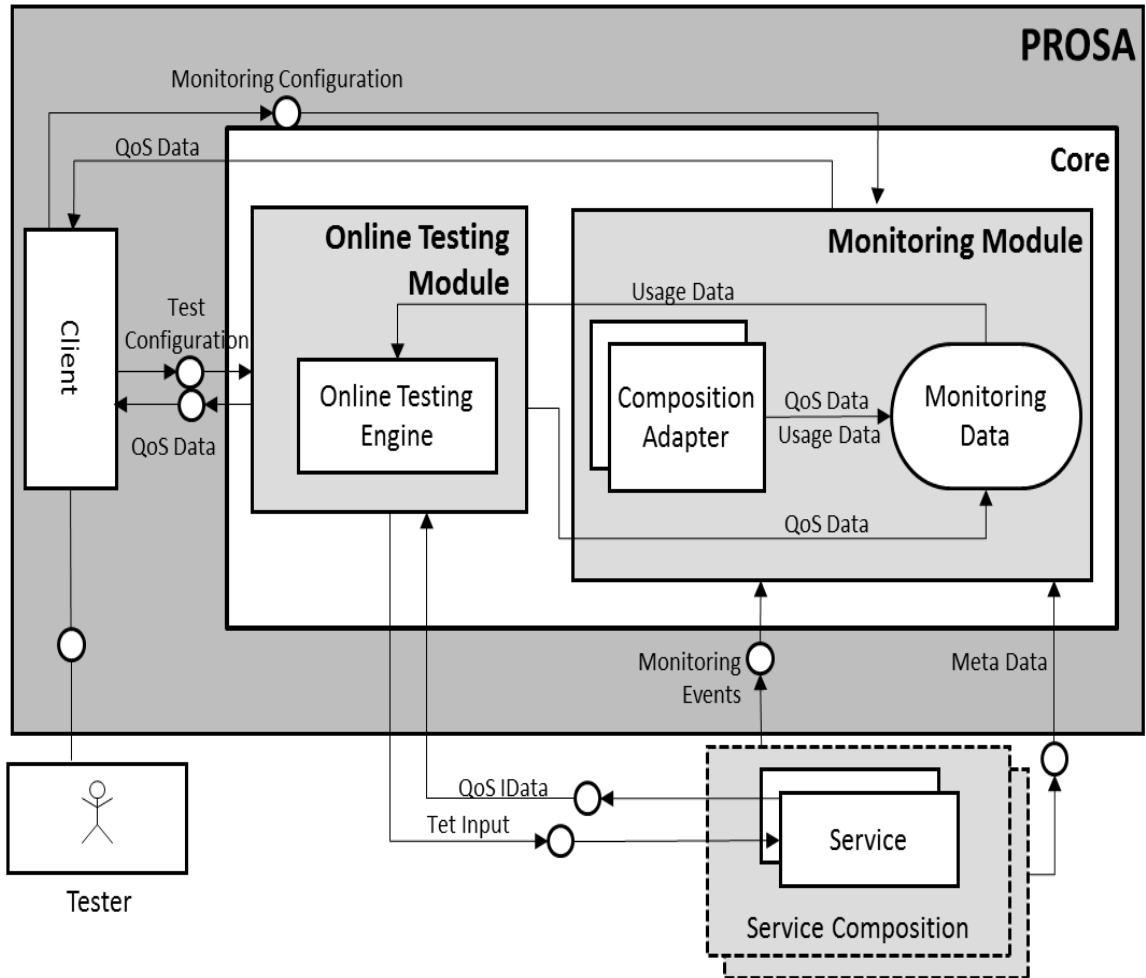 PROSA
Monitoring Configuration
QoS Data
Core
Online Testing
Module
Monitoring Module
Usage Data
Test
Configuration
Client
QoS Data
Online Testing
Engine
Composition
Adapter
QoS Data
Usage Data
Monitoring
Data
QoS Data
Monitoring
Events
Meta Data
QoS IData
Tet Input
Service
Service Composition
Tester